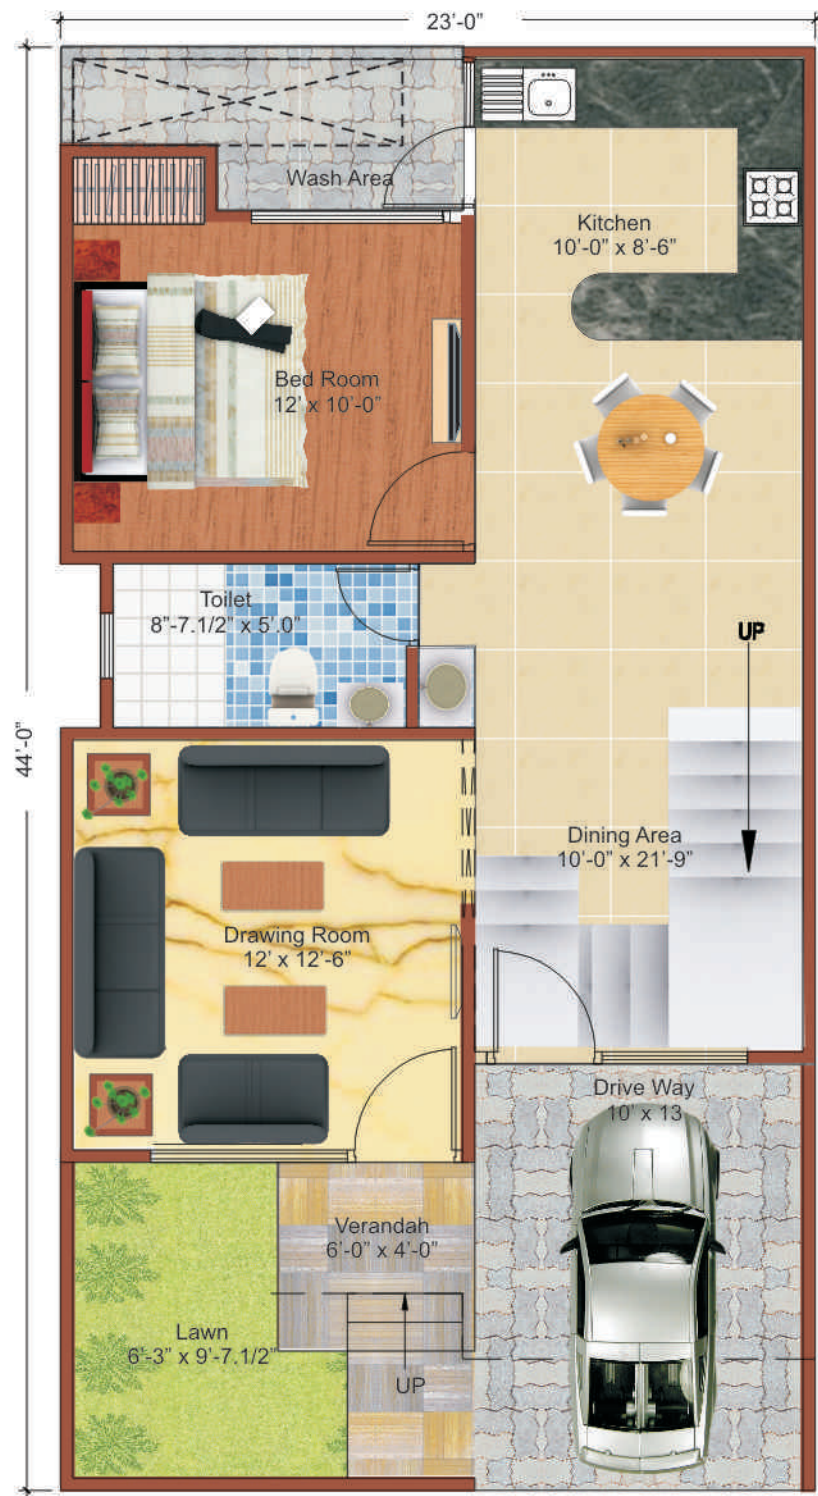 23'-0"
Wash Area
Kitchen
10'-0" x 8'-6"
Bed Room
12' x 10'-0"
Toilet
8"-7.1/2" x 5'.0"
UP
44'-0"
Dining Area
10'-0" x 21'-9"
Drawing Room
12' x 12'-6"
Drive Way
10' x 13
Verandah
6'-0" x 4'-0"
Lawn
6'-3" x 9'-7.1/2"
UP